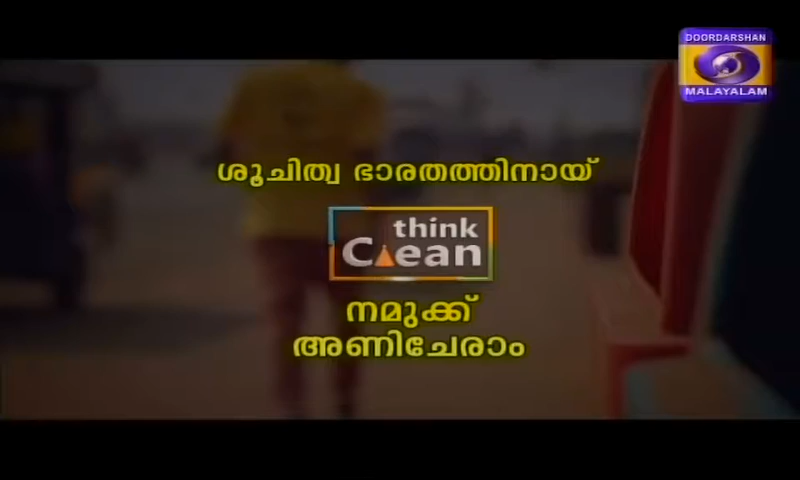 DOORDARSHAN
MALAYALAM
ശൂചിത്വ ഭാരതത്തിനായ്
think
Clean
നമുക്ക്
അണിചേരാം